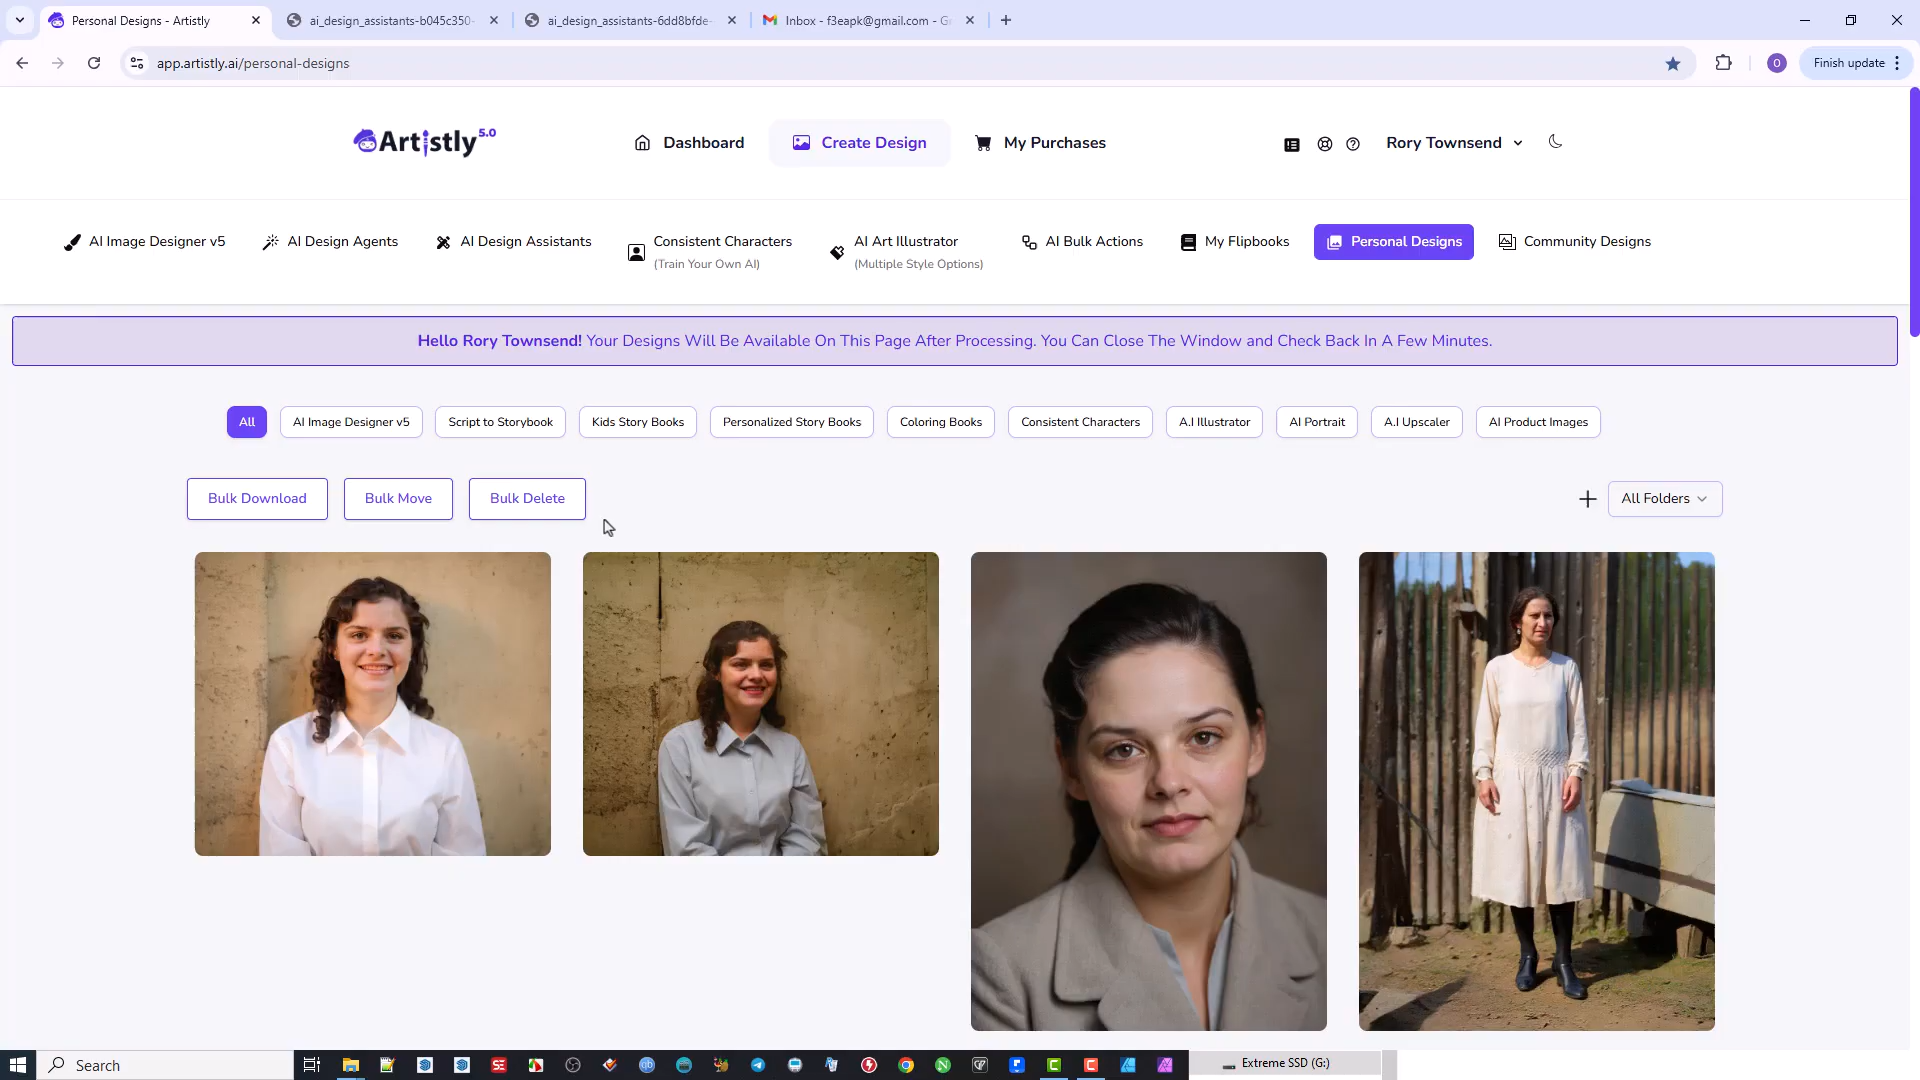 Personal Designs - Artistly
ai_design_assistants-b045c350-
ai_design_assistants-6dd8bfde-
Inbox - f3eapk@gmail.com - G
app.artistly.ai/personal-designs
O
Finish update
Artistly 5.0
Dashboard
Create Design
My Purchases
Rory Townsend
AI Image Designer v5
AI Design Agents
AI Design Assistants
Consistent Characters
(Train Your Own AI)
AI Art Illustrator
(Multiple Style Options)
AI Bulk Actions
My Flipbooks
Personal Designs
Community Designs
Hello Rory Townsend! Your Designs Will Be Available On This Page After Processing. You Can Close The Window and Check Back In A Few Minutes.
All
AI Image Designer v5
Script to Storybook
Kids Story Books
Personalized Story Books
Coloring Books
Consistent Characters
A.I Illustrator
AI Portrait
A.I Upscaler
AI Product Images
Bulk Download
Bulk Move
Bulk Delete
All Folders
Search
SE
qb
N
Extreme SSD (G:)